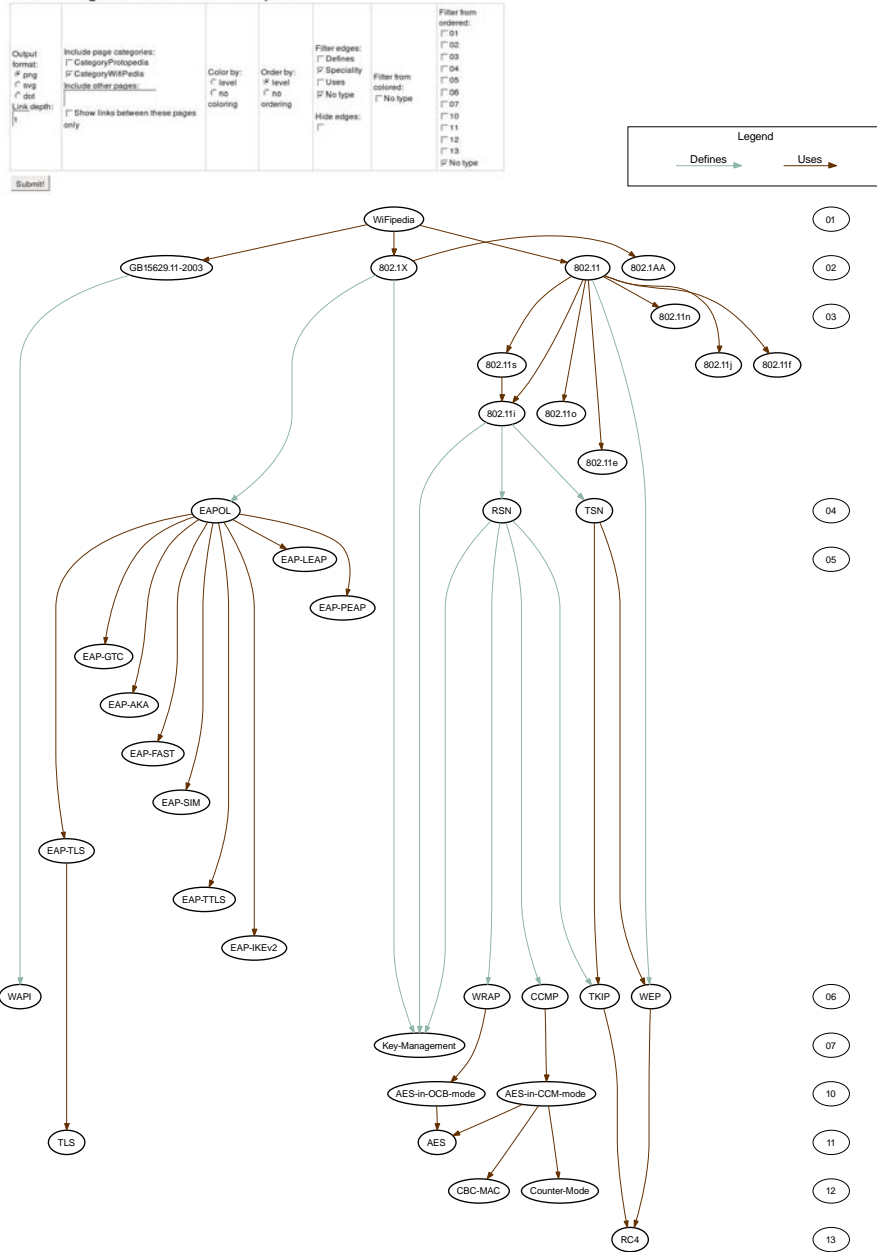 Output format:
png
svg
dot
Link depth:
1
Include page categories:
CategoryProtopedia
CategoryWifiPedia
Include other pages:
Show links between these pages only
Color by:
level
no coloring
Order by:
level
no ordering
Filter edges:
Defines
Speciality
Uses
No type
Hide edges:
Filter from colored:
No type
Filter from ordered:
01
02
03
04
05
06
07
10
11
12
13
No type
Submit!
Legend
Defines
Uses
WiFipedia
01
GB15629.11-2003
802.1X
802.11
802.1AA
02
802.11n
03
802.11s
802.11j
802.11f
802.11i
802.11o
802.11e
EAPOL
RSN
TSN
04
EAP-LEAP
05
EAP-PEAP
EAP-GTC
EAP-AKA
EAP-FAST
EAP-SIM
EAP-TLS
EAP-TTLS
EAP-IKEv2
WAPI
WRAP
CCMP
TKIP
WEP
06
Key-Management
07
AES-in-OCB-mode
AES-in-CCM-mode
10
TLS
AES
11
CBC-MAC
Counter-Mode
12
RC4
13